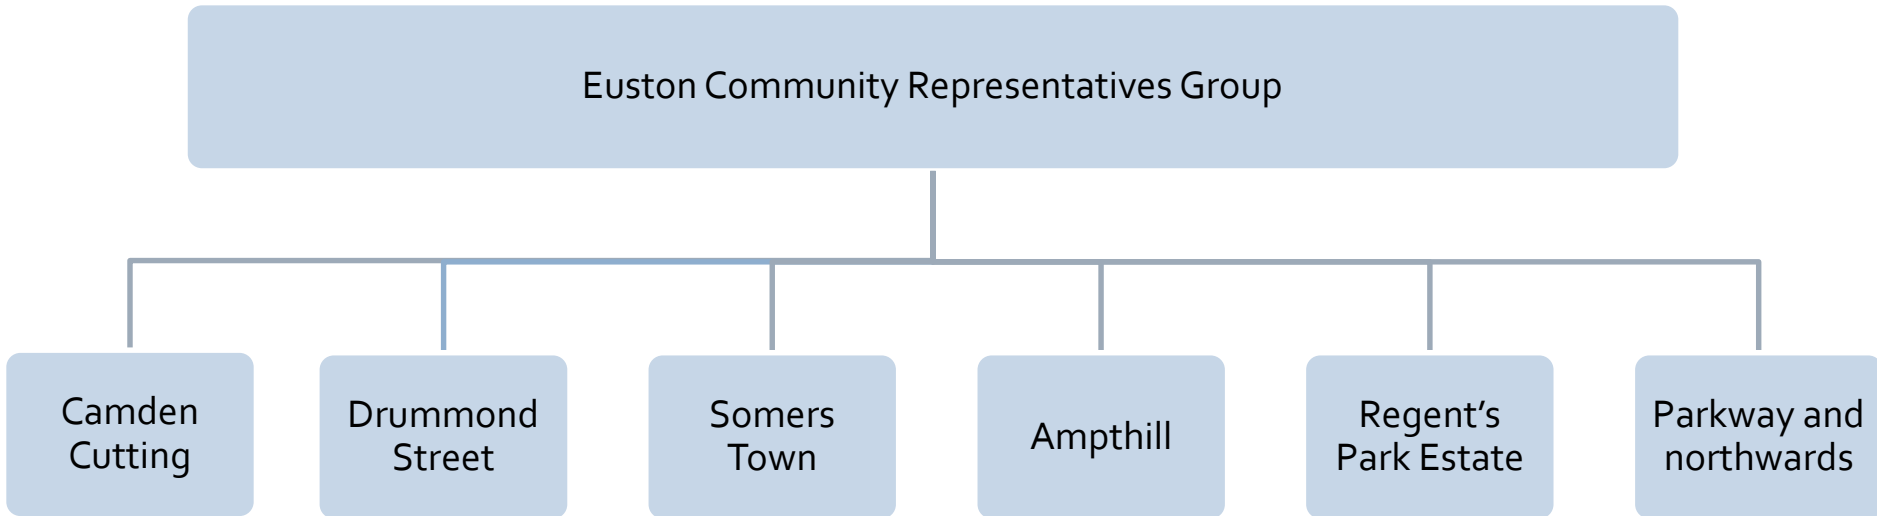 Euston Community Representatives Group
Camden
Cutting
Drummond
Street
Somers
Town
Ampthill
Regent’s
Park Estate
Parkway and
northwards